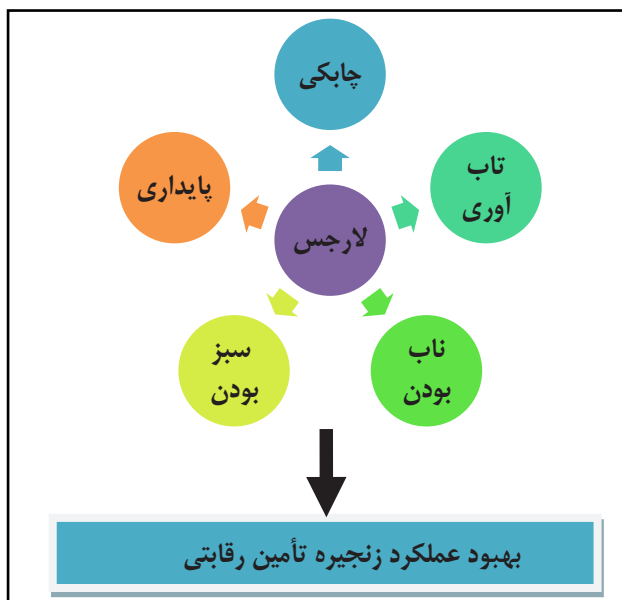 چابکی
تاب
آوری
پایداری
لارجس
سبز
بودن
ناب
بودن
بهبود عملکرد زنجیره تأمین رقابتی